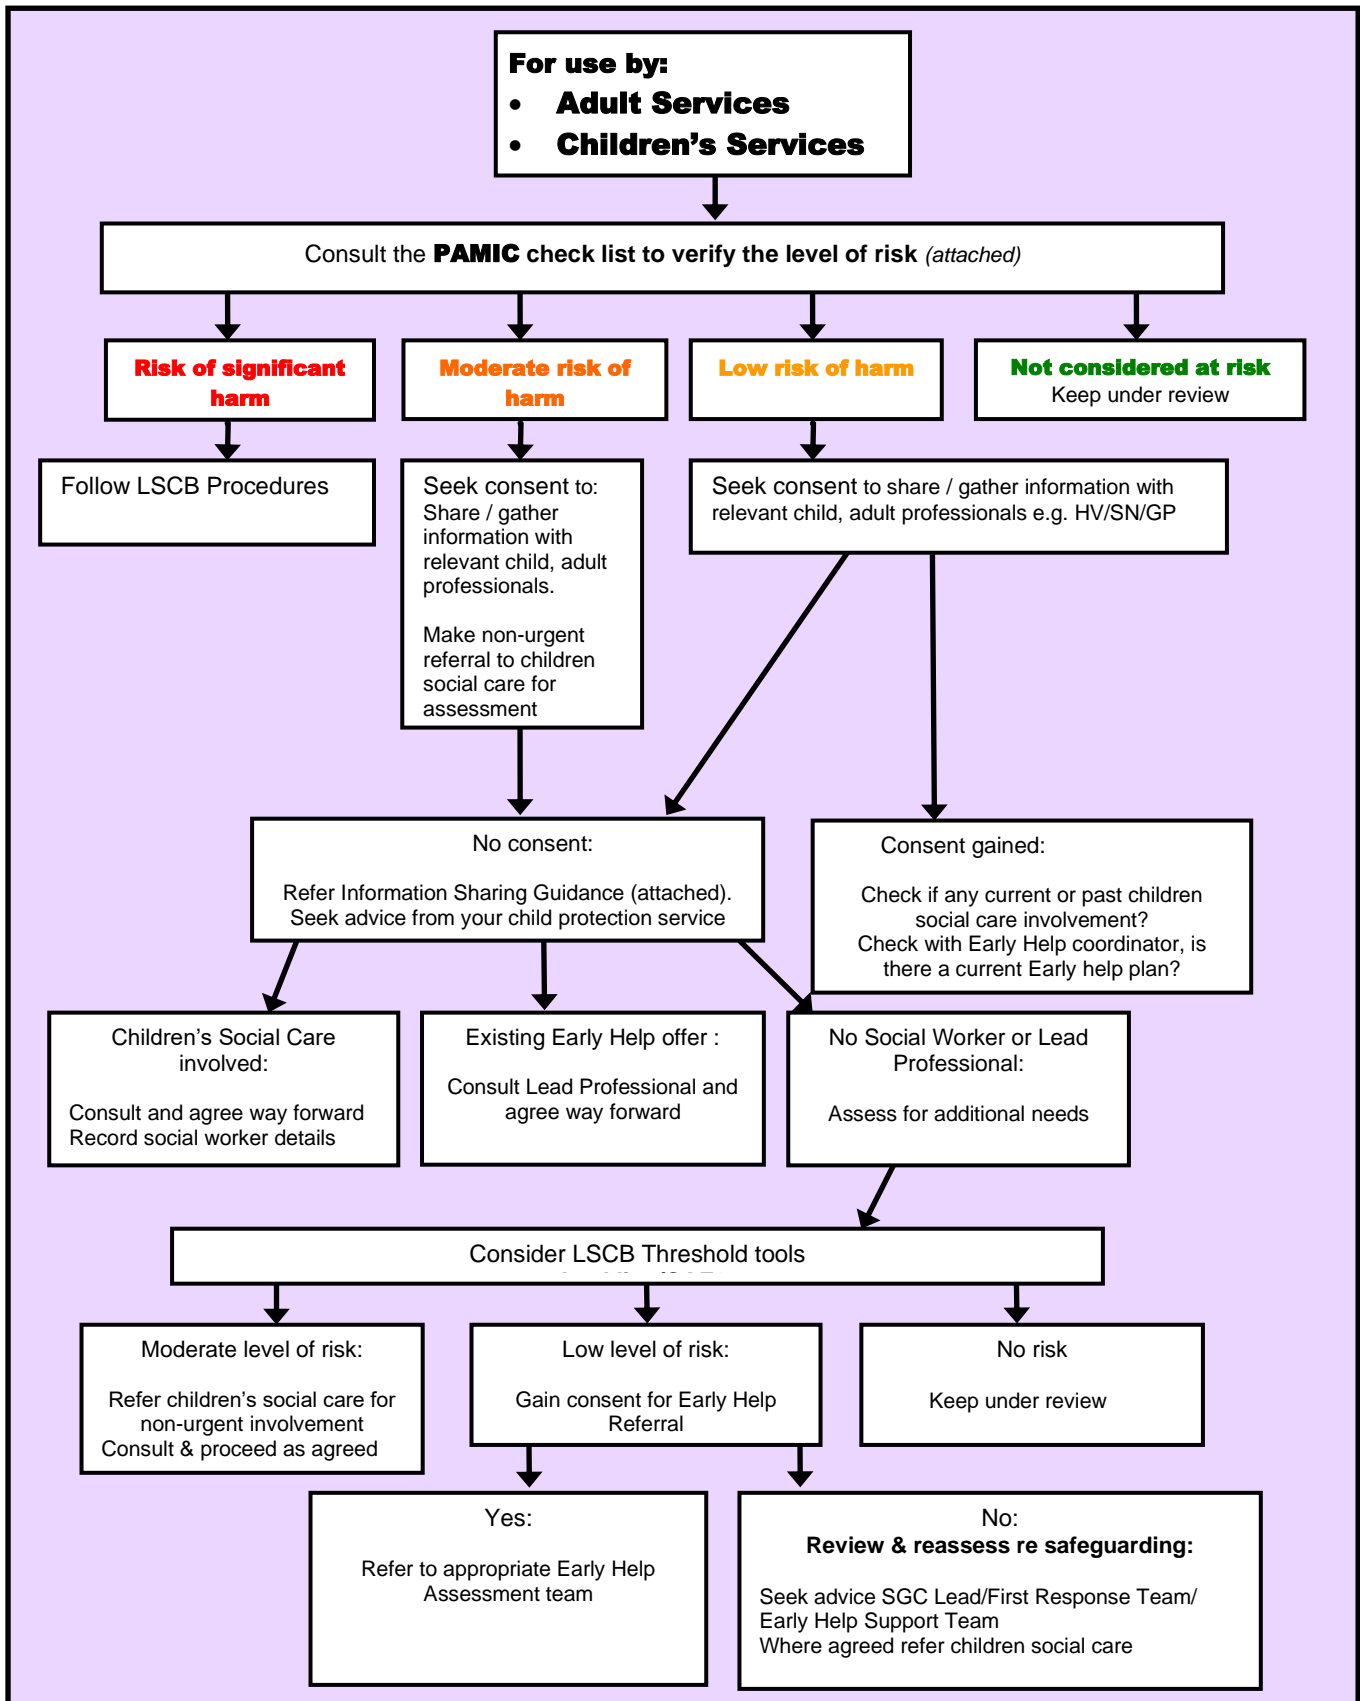 For use by:
• Adult Services
• Children’s Services
Consult the PAMIC check list to verify the level of risk (attached)
Risk of significant
harm
Moderate risk of
harm
Low risk of harm
Not considered at risk
Keep under review
Follow LSCB Procedures
Seek consent to:
Share / gather
information with
relevant child, adult
professionals.
Make non-urgent
referral to children
social care for
assessment
Seek consent to share / gather information with
relevant child, adult professionals e.g. HV/SN/GP
No consent:
Refer Information Sharing Guidance (attached).
Seek advice from your child protection service
Consent gained:
Check if any current or past children
social care involvement?
Check with Early Help coordinator, is
there a current Early help plan?
Children’s Social Care
involved:
Consult and agree way forward
Record social worker details
Existing Early Help offer :
Consult Lead Professional and
agree way forward
No Social Worker or Lead
Professional:
Assess for additional needs
Consider LSCB Threshold tools
Moderate level of risk:
Refer children’s social care for
non-urgent involvement
Consult & proceed as agreed
Low level of risk:
Gain consent for Early Help
Referral
No risk
Keep under review
Yes:
Refer to appropriate Early Help
Assessment team
No:
Review & reassess re safeguarding:
Seek advice SGC Lead/First Response Team/
Early Help Support Team
Where agreed refer children social care